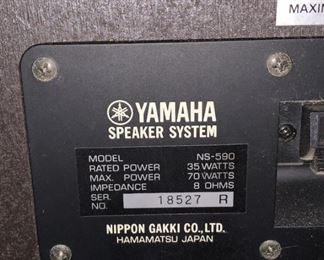 MAXIM
YAMAHA
SPEAKER SYSTEM
MODEL NS-590
RATED POWER 35 WATTS
MAX. POWER 70 WATTS
IMPEDANCE 8 OHMS
SER. NO. 18527 R
NIPPON GAKKI CO., LTD.
HAMAMATSU JAPAN